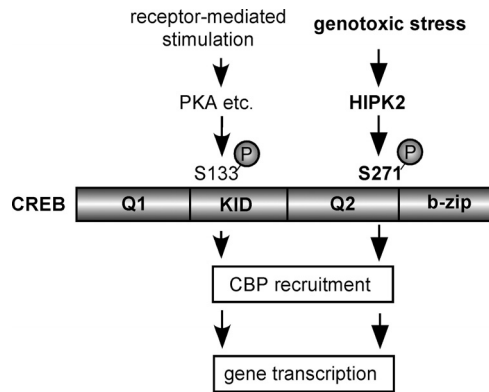 receptor-mediated
stimulation
genotoxic stress
PKA etc.
HIPK2
P
P
S133
S271
CREB
Q1
KID
Q2
b-zip
CBP recruitment
gene transcription